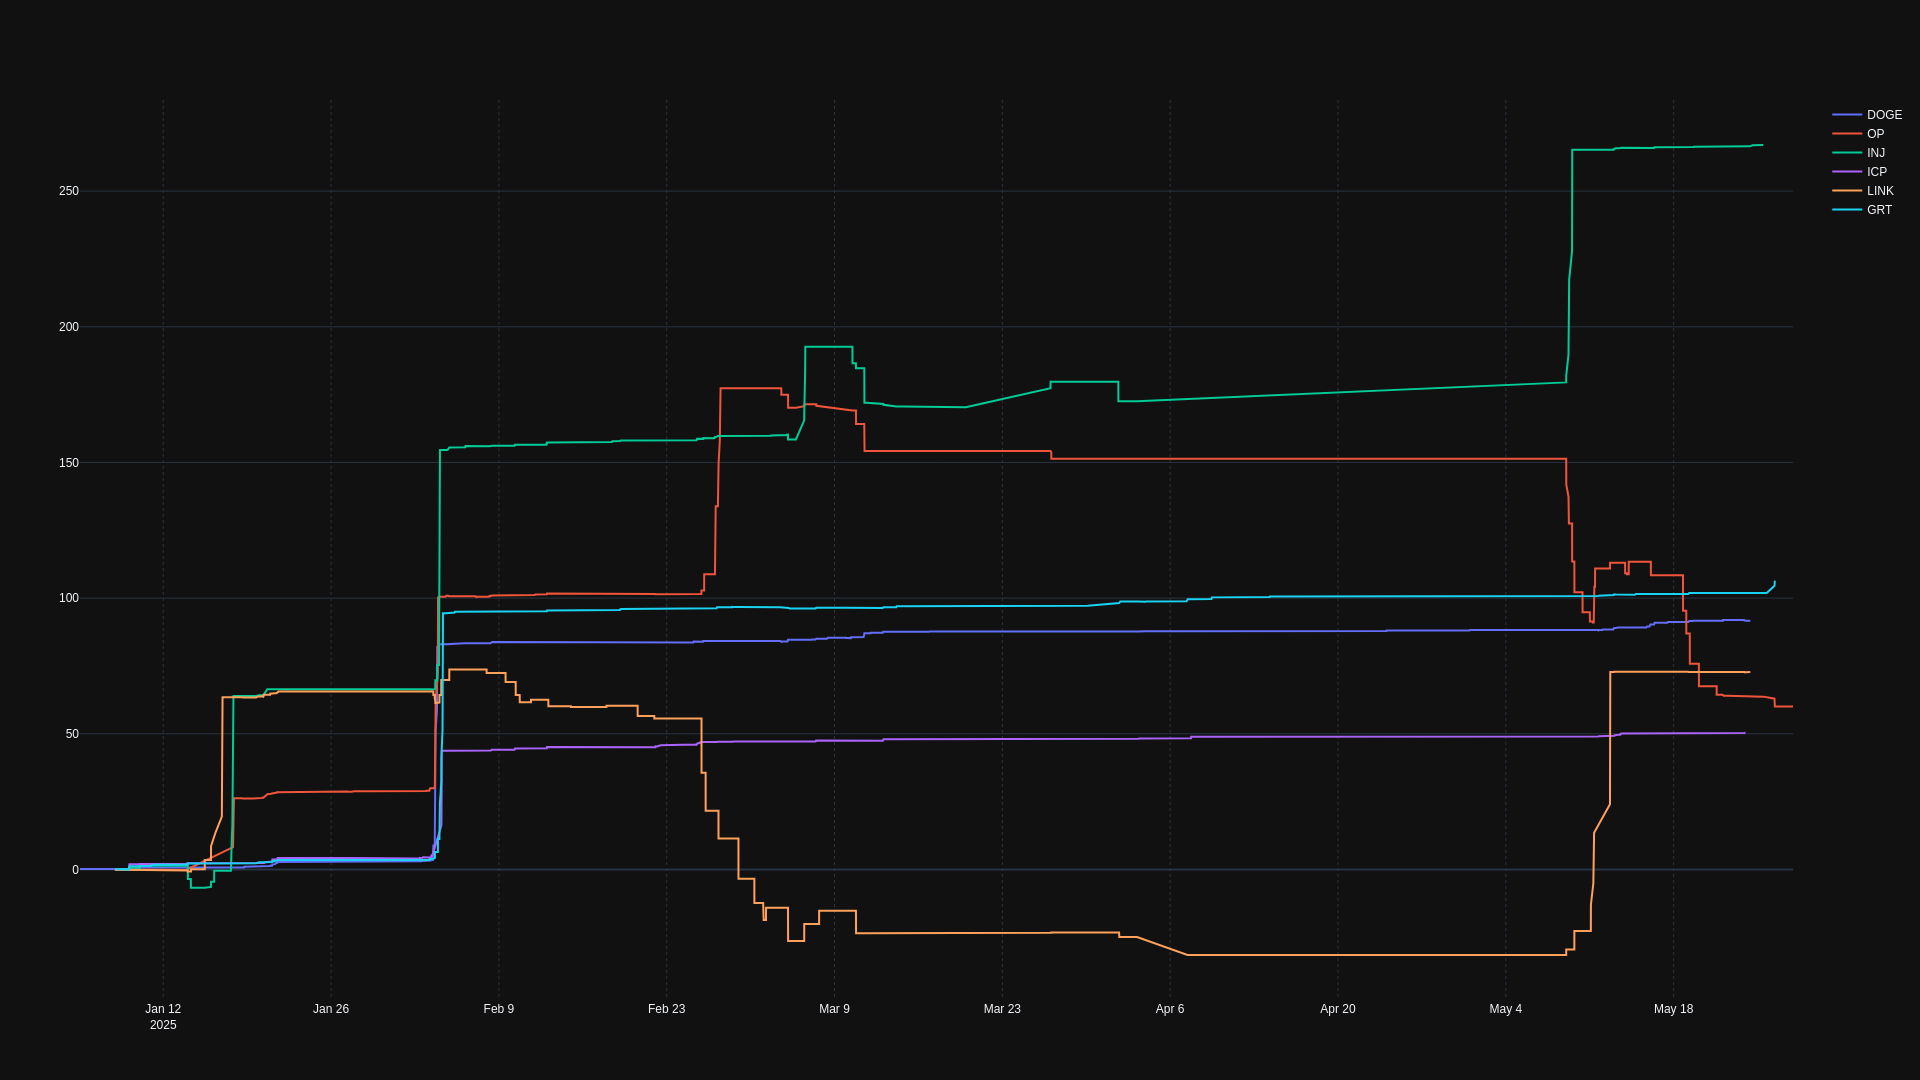 DOGE
OP
INJ
ICP
LINK
GRT
250
200
150
100
50
0
Jan 12
2025
Jan 26
Feb 9
Feb 23
Mar 9
Mar 23
Apr 6
Apr 20
May 4
May 18